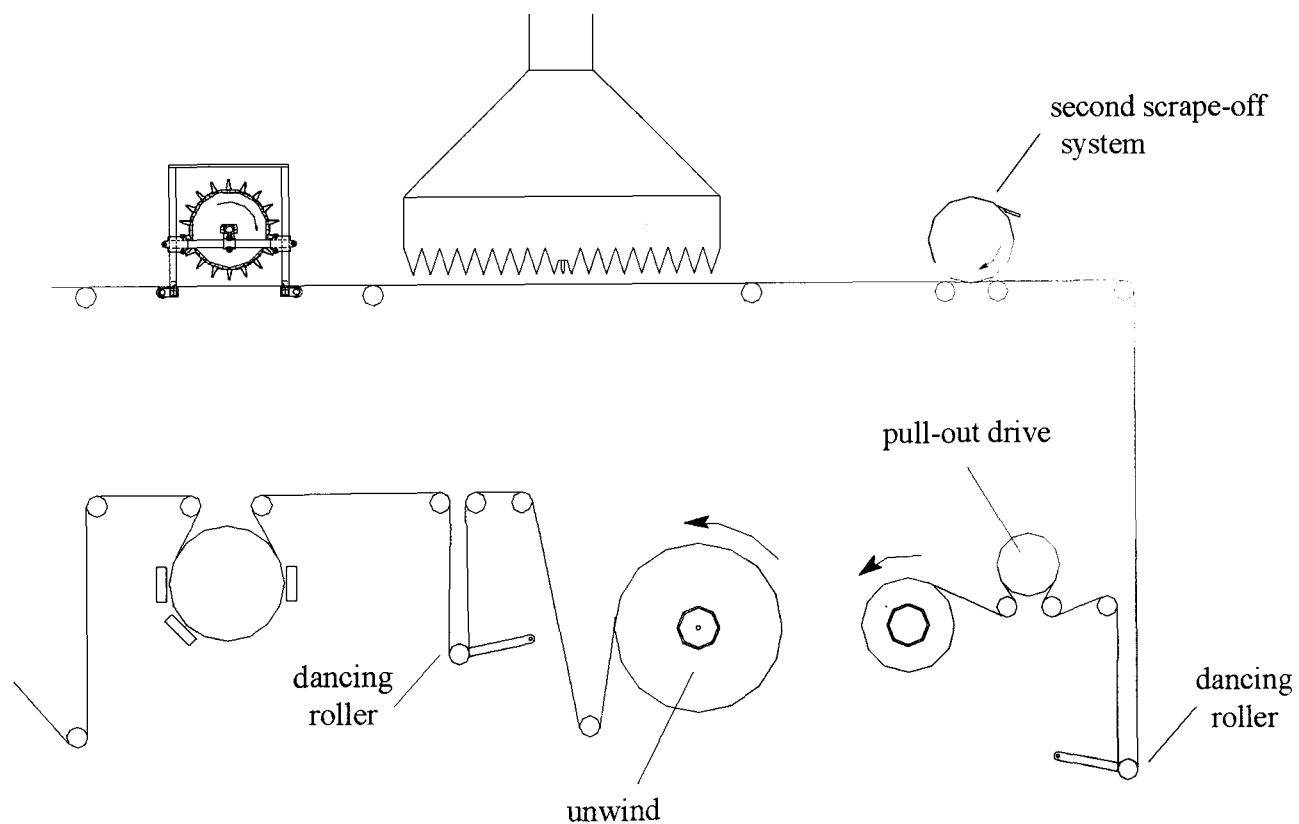 second scrape-off
system
pull-out drive
dancing
roller
dancing
roller
unwind